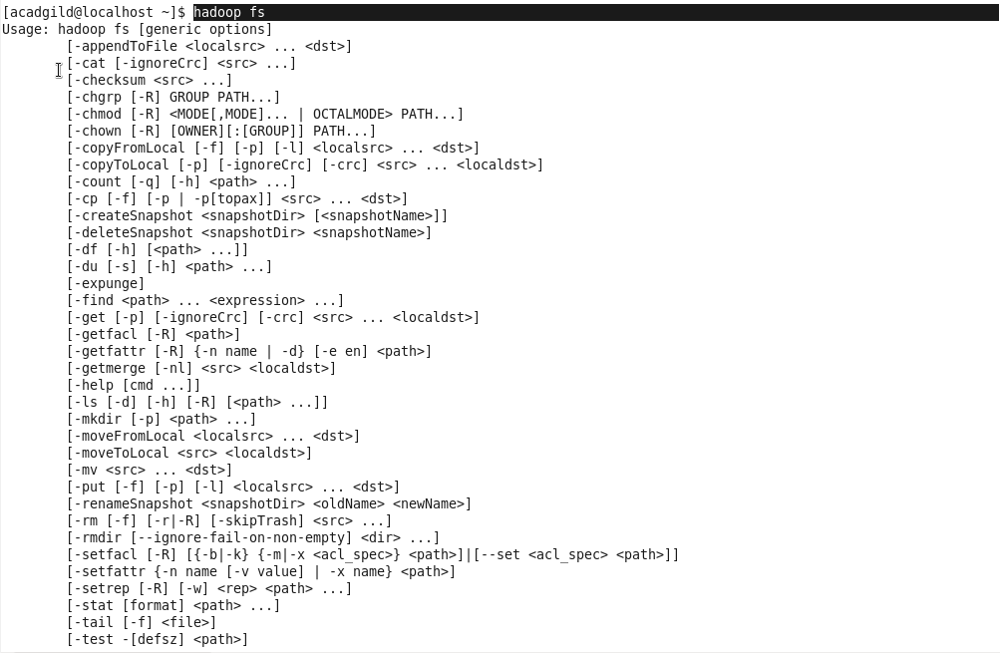 [acadgild@localhost ~]$ hadoop fs
Usage: hadoop fs [generic options]
        [-appendToFile <localsrc> ... <dst>]
        [-cat [-ignoreCrc] <src> ...]
        [-checksum <src> ...]
        [-chgrp [-R] GROUP PATH...]
        [-chmod [-R] <MODE[,MODE]... | OCTALMODE> PATH...]
        [-chown [-R] [OWNER][:[GROUP]] PATH...]
        [-copyFromLocal [-f] [-p] [-l] <localsrc> ... <dst>]
        [-copyToLocal [-p] [-ignoreCrc] [-crc] <src> ... <localdst>]
        [-count [-q] [-h] <path> ...]
        [-cp [-f] [-p | -p[topax]] <src> ... <dst>]
        [-createSnapshot <snapshotDir> [<snapshotName>]]
        [-deleteSnapshot <snapshotDir> <snapshotName>]
        [-df [-h] [<path> ...]]
        [-du [-s] [-h] <path> ...]
        [-expunge]
        [-find <path> ... <expression> ...]
        [-get [-p] [-ignoreCrc] [-crc] <src> ... <localdst>]
        [-getfacl [-R] <path>]
        [-getfattr [-R] {-n name | -d} [-e en] <path>]
        [-getmerge [-nl] <src> <localdst>]
        [-help [cmd ...]]
        [-ls [-d] [-h] [-R] [<path> ...]]
        [-mkdir [-p] <path> ...]
        [-moveFromLocal <localsrc> ... <dst>]
        [-moveToLocal <src> <localdst>]
        [-mv <src> ... <dst>]
        [-put [-f] [-p] [-l] <localsrc> ... <dst>]
        [-renameSnapshot <snapshotDir> <oldName> <newName>]
        [-rm [-f] [-r|-R] [-skipTrash] <src> ...]
        [-rmdir [--ignore-fail-on-non-empty] <dir> ...]
        [-setfacl [-R] [{-b|-k} {-m|-x <acl_spec>} <path>]|[--set <acl_spec> <path>]]
        [-setfattr {-n name [-v value] | -x name} <path>]
        [-setrep [-R] [-w] <rep> <path> ...]
        [-stat [format] <path> ...]
        [-tail [-f] <file>]
        [-test -[defsz] <path>]